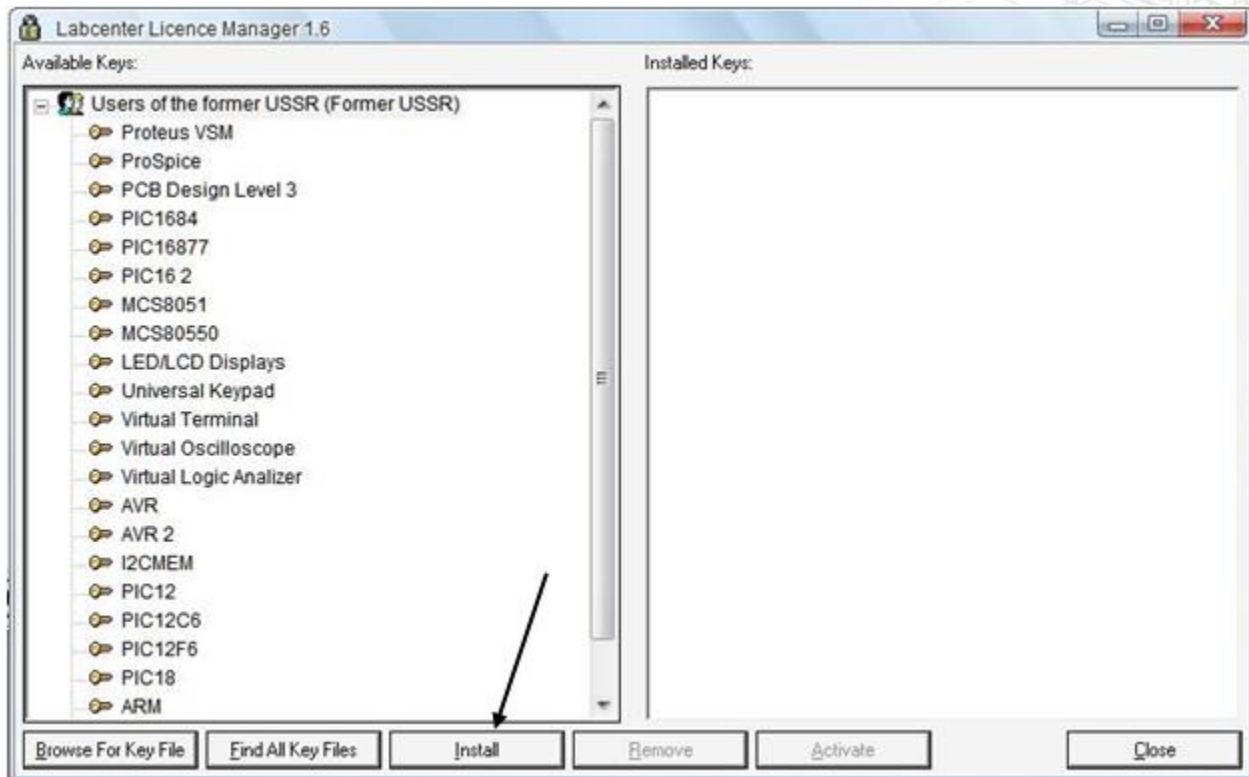 Labcenter Licence Manager 1.6
Available Keys:
Installed Keys:
Users of the former USSR (Former USSR)
Proteus VSM
ProSpice
PCB Design Level 3
PIC1684
PIC16877
PIC16 2
MCS8051
MCS80550
LED/LCD Displays
Universal Keypad
Virtual Terminal
Virtual Oscilloscope
Virtual Logic Analizer
AVR
AVR 2
I2CMEM
PIC12
PIC12C6
PIC12F6
PIC18
ARM
Browse For Key File
Find All Key Files
Install
Remove
Activate
Close